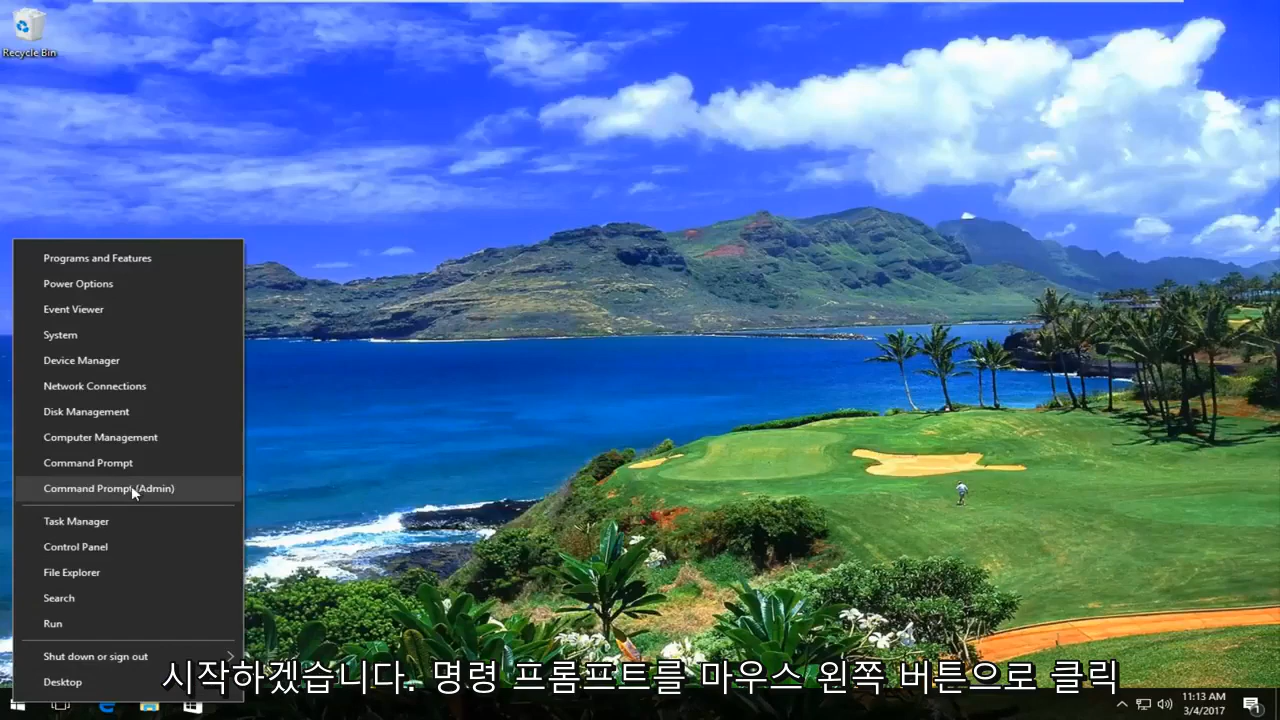 Recycle Bin
Programs and Features
Power Options
Event Viewer
System
Device Manager
Network Connections
Disk Management
Computer Management
Command Prompt
Command Prompt (Admin)
Task Manager
Control Panel
File Explorer
Search
Run
Shut down or sign out
Desktop
시작하겠습니다. 명령 프롬프트를 마우스 왼쪽 버튼으로 클릭
11:13 AM
3/4/2017
1